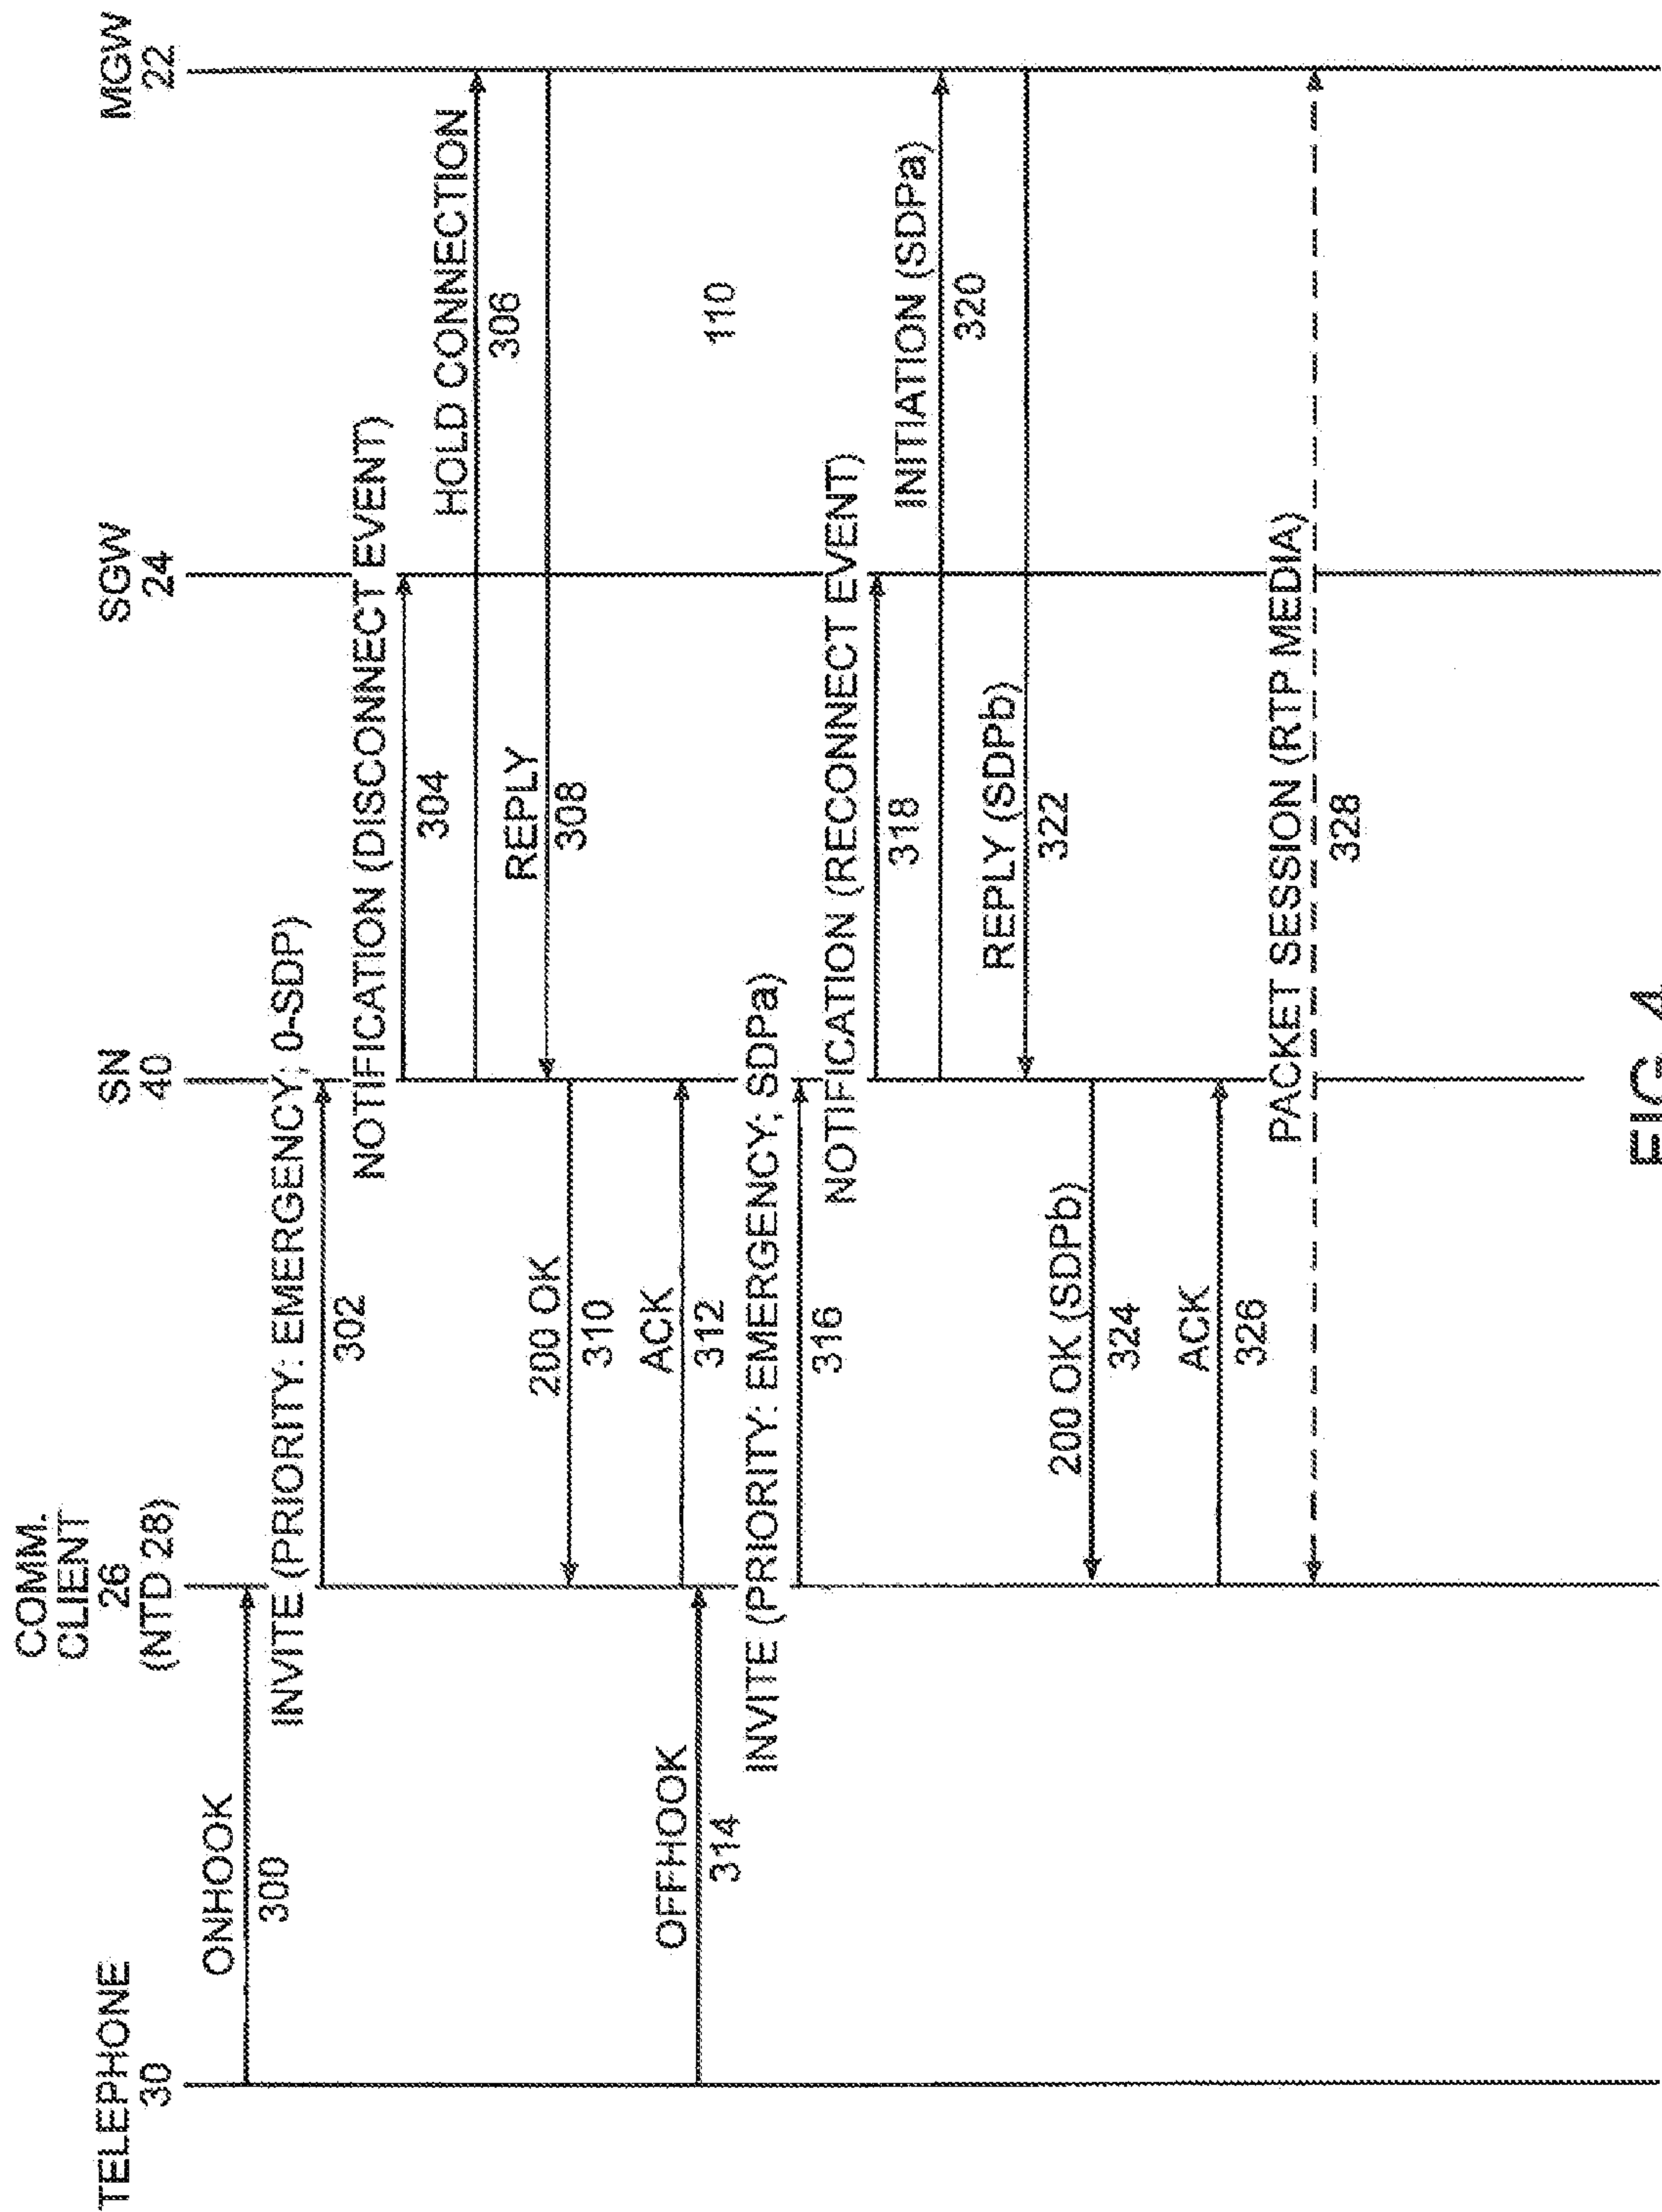 TELEPHONE
30
COMM.
CLIENT
26
(NTD 28)
SN
40
SGW
24
MGW
22
ONHOOK
300
INVITE (PRIORITY: EMERGENCY; 0-SDP)
302
NOTIFICATION (DISCONNECT EVENT)
304
HOLD CONNECTION
306
REPLY
308
200 OK
310
ACK
312
OFFHOOK
314
110
INVITE (PRIORITY: EMERGENCY; SDPa)
316
NOTIFICATION (RECONNECT EVENT)
318
INITIATION (SDPa)
320
REPLY (SDPb)
322
200 OK (SDPb)
324
ACK
326
PACKET SESSION (RTP MEDIA)
328
FIG. 4